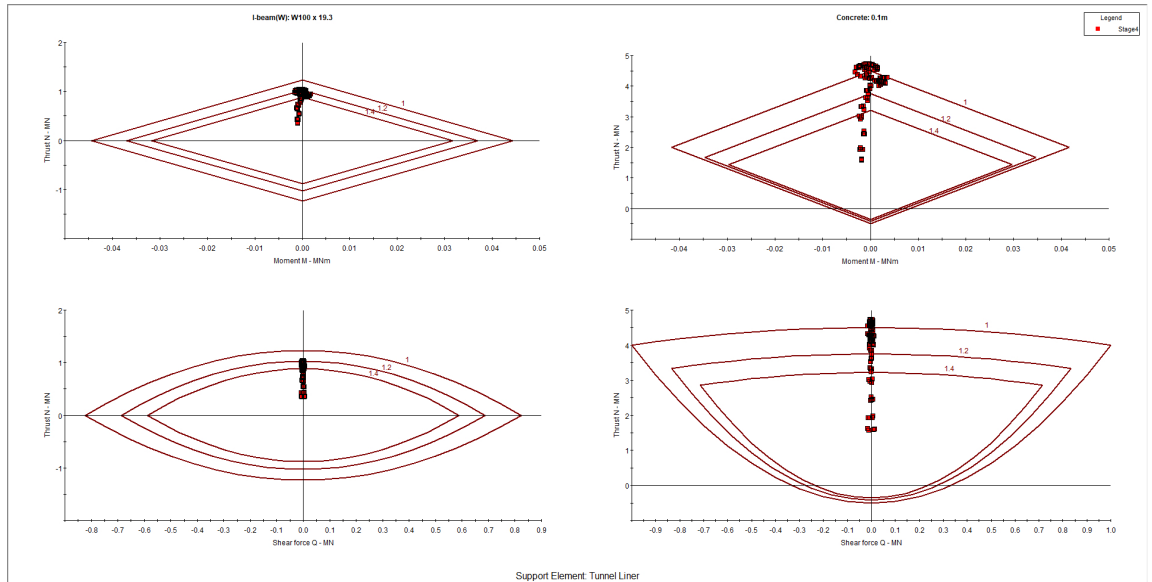 I-beam(W): W100 x 19.3
Concrete: 0.1m
Legend
Stage4
2
1
0
-1
Thrust N - MN
1
1.2
1.4
-0.04 -0.03 -0.02 -0.01 0.00 0.01 0.02 0.03 0.04 0.05
Moment M - MNm
5
4
3
2
1
0
Thrust N - MN
1
1.2
1.4
-0.04 -0.03 -0.02 -0.01 0.00 0.01 0.02 0.03 0.04 0.05
Moment M - MNm
2
1
0
-1
Thrust N - MN
1
1.2
1.4
-0.8 -0.7 -0.6 -0.5 -0.4 -0.3 -0.2 -0.1 0.0 0.1 0.2 0.3 0.4 0.5 0.6 0.7 0.8 0.9
Shear force Q - MN
5
4
3
2
1
0
Thrust N - MN
1
1.2
1.4
-0.9 -0.8 -0.7 -0.6 -0.5 -0.4 -0.3 -0.2 -0.1 0.0 0.1 0.2 0.3 0.4 0.5 0.6 0.7 0.8 0.9 1.0
Shear force Q - MN
Support Element: Tunnel Liner